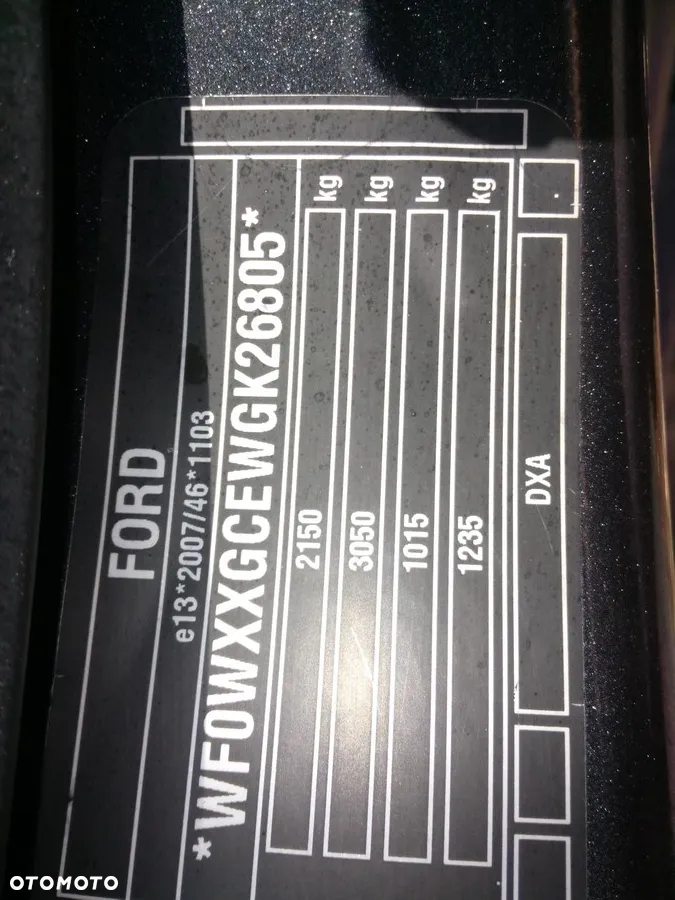 FORD
e13*2007/46*1103
*WF0WXXGCEWGK26805*
2150 kg
3050 kg
1015 kg
1235 kg
DXA
OTOMOTO